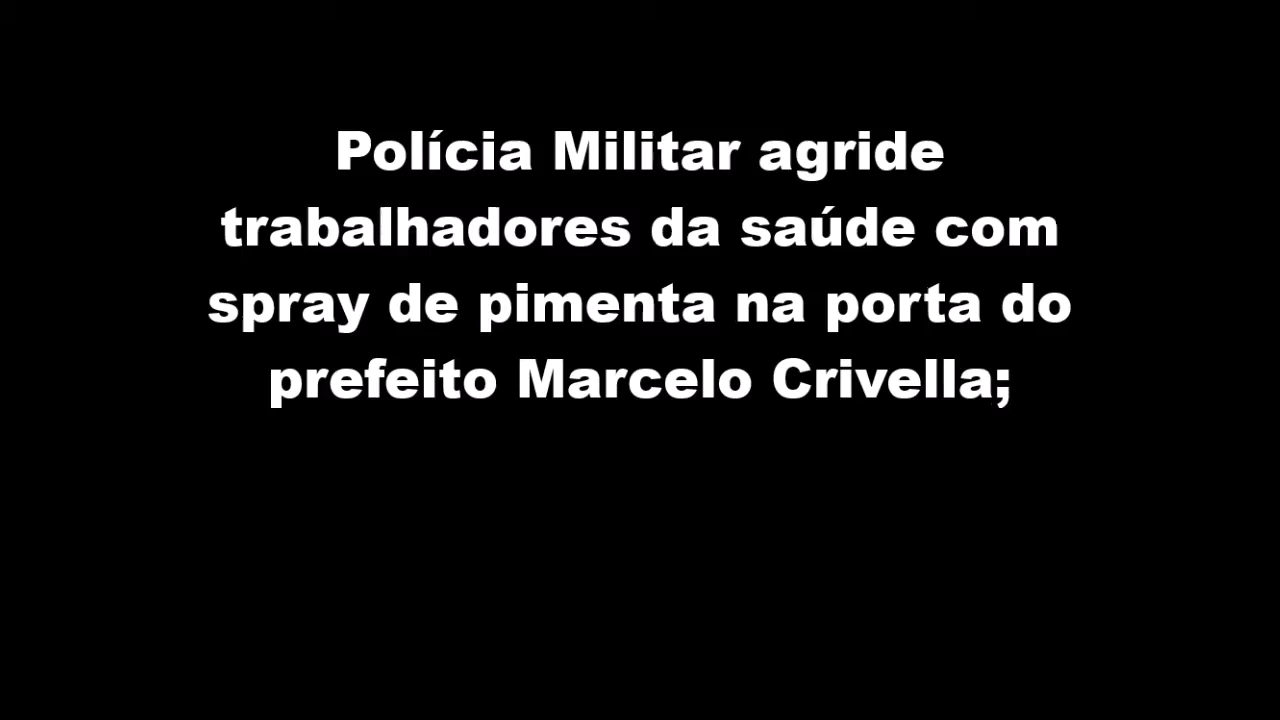 Polícia Militar agride
trabalhadores da saúde com
spray de pimenta na porta do
prefeito Marcelo Crivella;